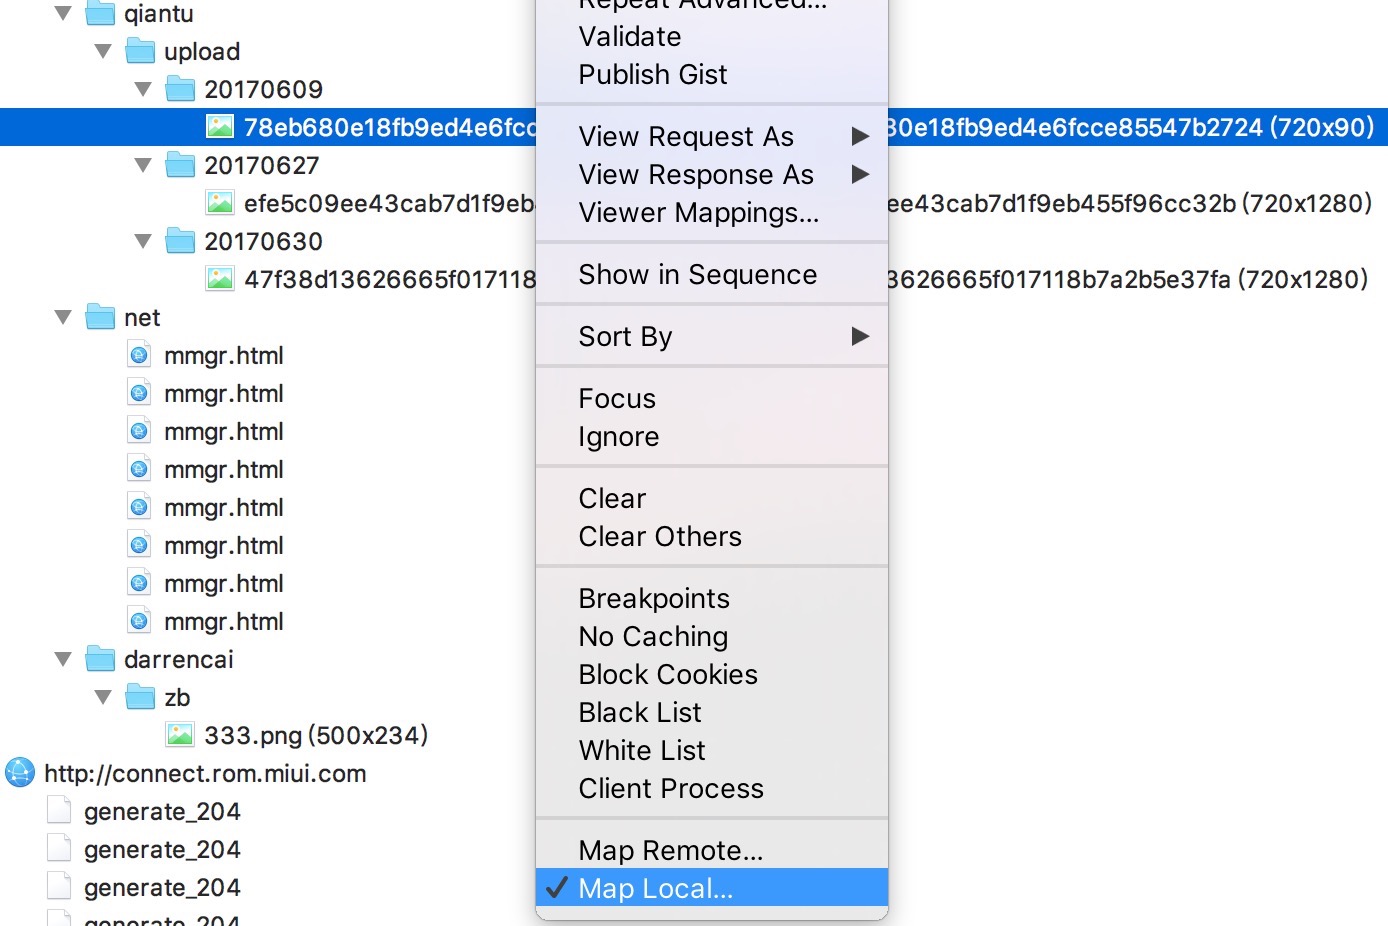 qiantu
upload
20170609
78eb680e18fb9ed4e6fcc
80e18fb9ed4e6fcce85547b2724 (720x90)
20170627
efe5c09ee43cab7d1f9eb
ee43cab7d1f9eb455f96cc32b (720x1280)
20170630
47f38d13626665f017118
3626665f017118b7a2b5e37fa (720x1280)
net
mmgr.html
mmgr.html
mmgr.html
mmgr.html
mmgr.html
mmgr.html
mmgr.html
mmgr.html
darrencai
zb
333.png (500x234)
http://connect.rom.miui.com
generate_204
generate_204
generate_204
generate_204
Repeat Advanced...
Validate
Publish Gist
View Request As
View Response As
Viewer Mappings...
Show in Sequence
Sort By
Focus
Ignore
Clear
Clear Others
Breakpoints
No Caching
Block Cookies
Black List
White List
Client Process
Map Remote...
Map Local...